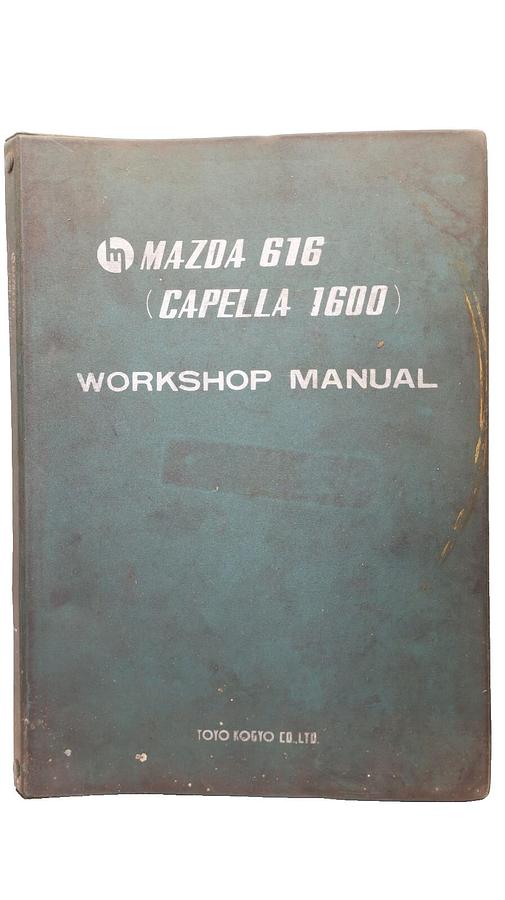 MAZDA 616
(CAPELLA 1600)
WORKSHOP MANUAL
TOYO KOGYO CO.,LTD.